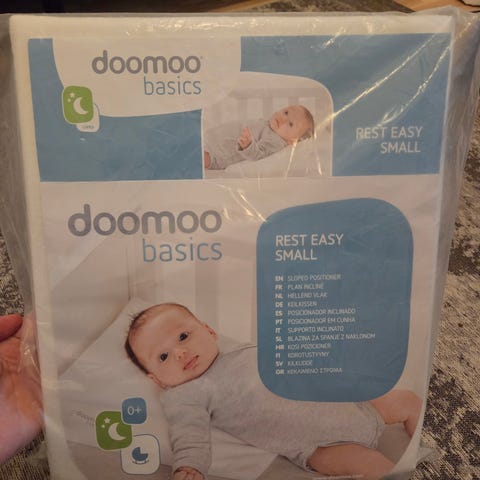 doomoo®
basics
sleep
REST EASY
SMALL
doomoo
basics
REST EASY
SMALL
EN SLOPED POSITIONER
FR PLAN INCLINÉ
NL HELLEND VLAK
DE KEILKISSEN
ES POSICIONADOR INCLINADO
PT POSICIONADOR EM CUNHA
IT SUPPORTO INCLINATO
SL BLAZINA ZA SPANJE Z NAKLONOM
HR KOSI POZICIONER
FI KOROTUSTYYNY
SV KILKUDDE
GR ΚΕΚΛΙΜΕΝΟ ΣΤΡΩΜΑ
doomoo
0+